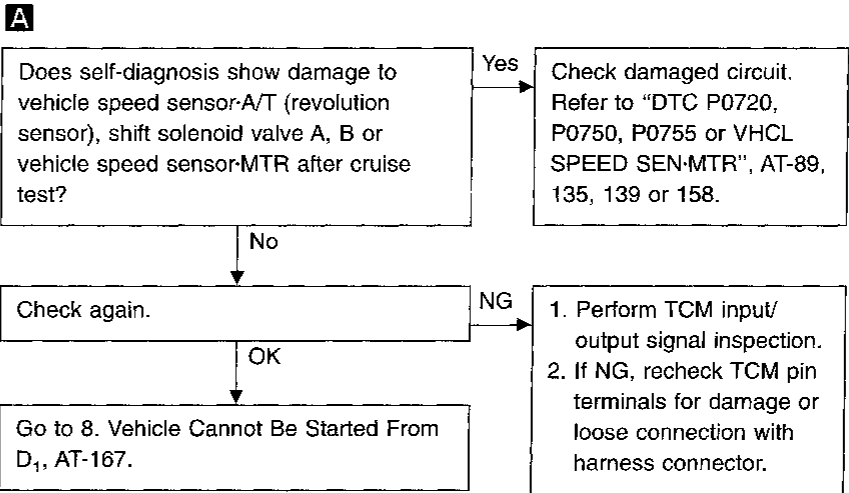 A
Does self-diagnosis show damage to
vehicle speed sensor·A/T (revolution
sensor), shift solenoid valve A, B or
vehicle speed sensor·MTR after cruise
test?
Yes
Check damaged circuit.
Refer to “DTC P0720,
P0750, P0755 or VHCL
SPEED SEN·MTR”, AT-89,
135, 139 or 158.
No
Check again.
NG
1. Perform TCM input/
output signal inspection.
2. If NG, recheck TCM pin
terminals for damage or
loose connection with
harness connector.
OK
Go to 8. Vehicle Cannot Be Started From
D₁, AT-167.